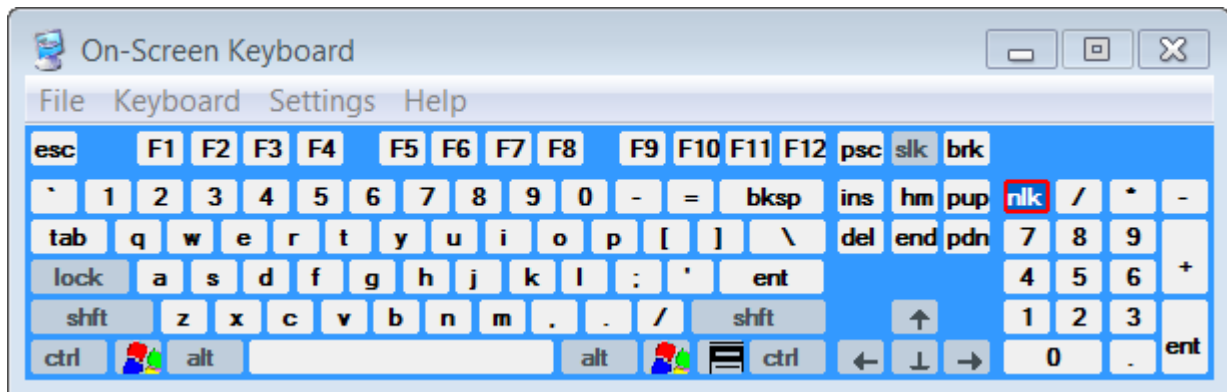 On-Screen Keyboard
File Keyboard Settings Help
esc F1 F2 F3 F4 F5 F6 F7 F8 F9 F10 F11 F12 psc slk brk
` 1 2 3 4 5 6 7 8 9 0 - = bksp ins hm pup nlk / * -
tab q w e r t y u i o p [ ] \ del end pdn 7 8 9
lock a s d f g h j k l ; ' ent 4 5 6 +
shft z x c v b n m , . / shft ↑ 1 2 3
ctrl alt alt ctrl ← ↓ → 0 . ent